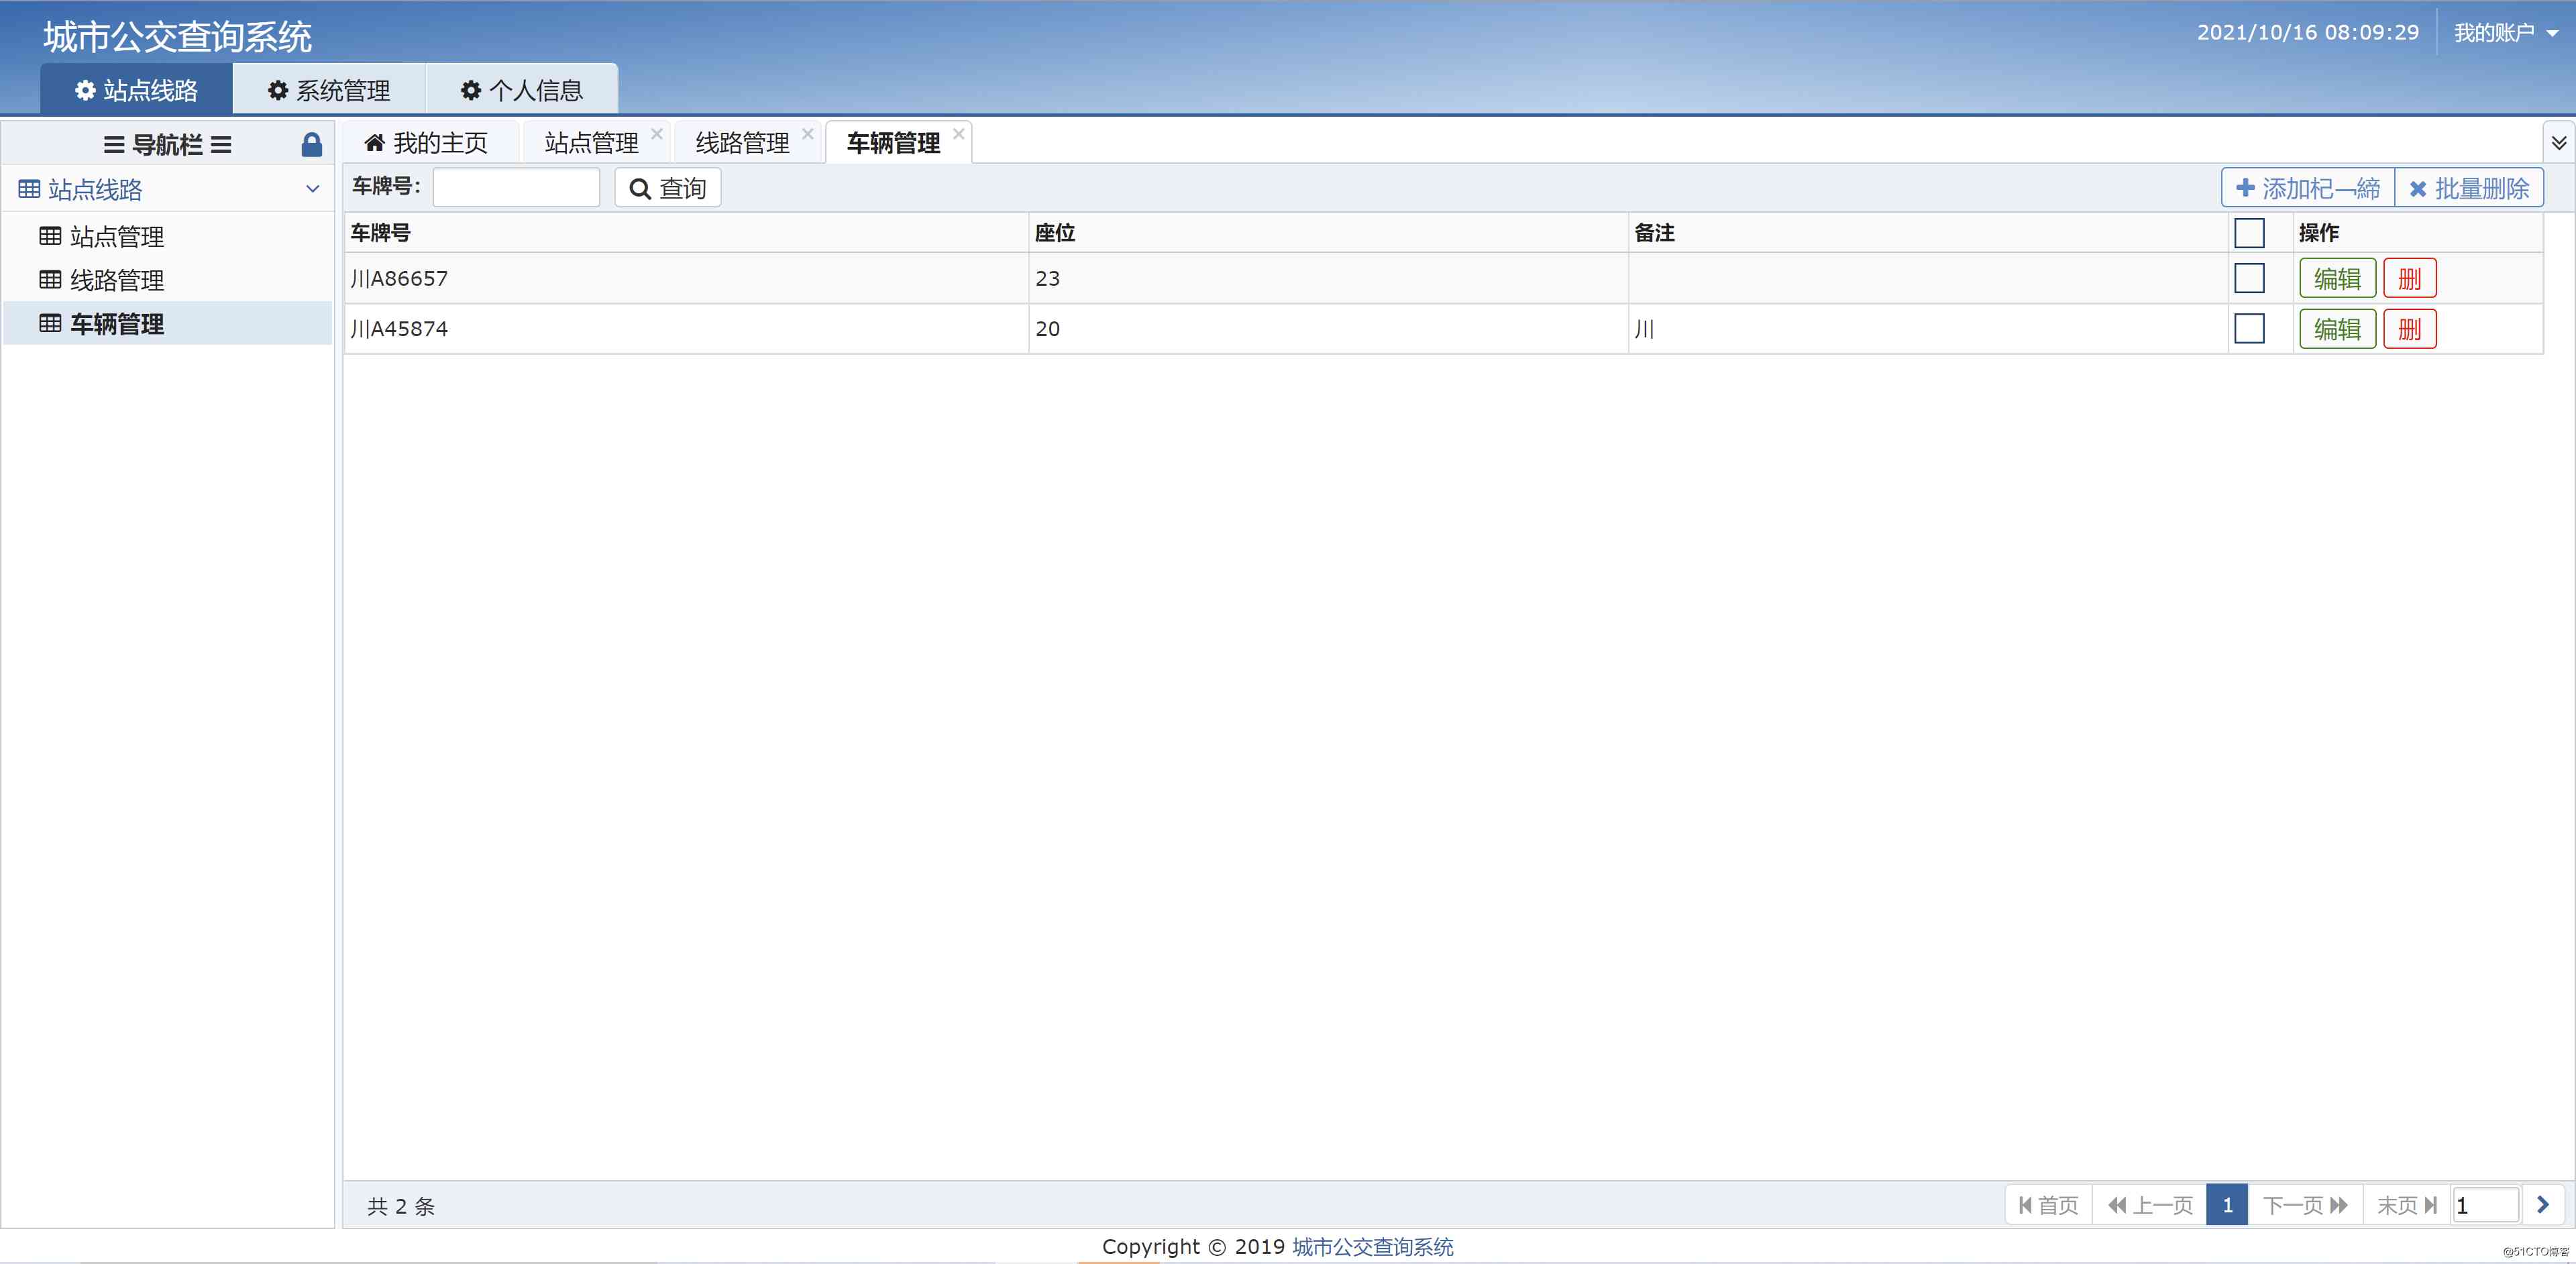 城市公交查询系统
2021/10/16 08:09:29 我的账户
站点线路 系统管理 个人信息
导航栏
站点线路
站点管理
线路管理
车辆管理
我的主页 站点管理 线路管理 车辆管理
车牌号: 查询 添加杞﹁締 批量删除
车牌号 座位 备注 操作
川A86657 23 编辑 删
川A45874 20 川 编辑 删
共 2 条 首页 上一页 1 下一页 末页 1
Copyright © 2019 城市公交查询系统
@51CTO博客